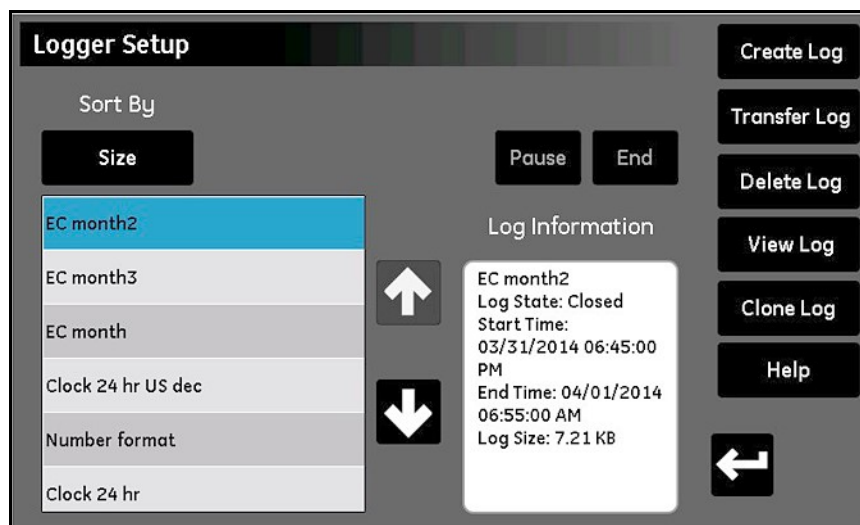 Logger Setup
Sort By
Size
Pause
End
EC month2
EC month3
EC month
Clock 24 hr US dec
Number format
Clock 24 hr
Log Information
EC month2
Log State: Closed
Start Time:
03/31/2014 06:45:00
PM
End Time: 04/01/2014
06:55:00 AM
Log Size: 7.21 KB
Create Log
Transfer Log
Delete Log
View Log
Clone Log
Help